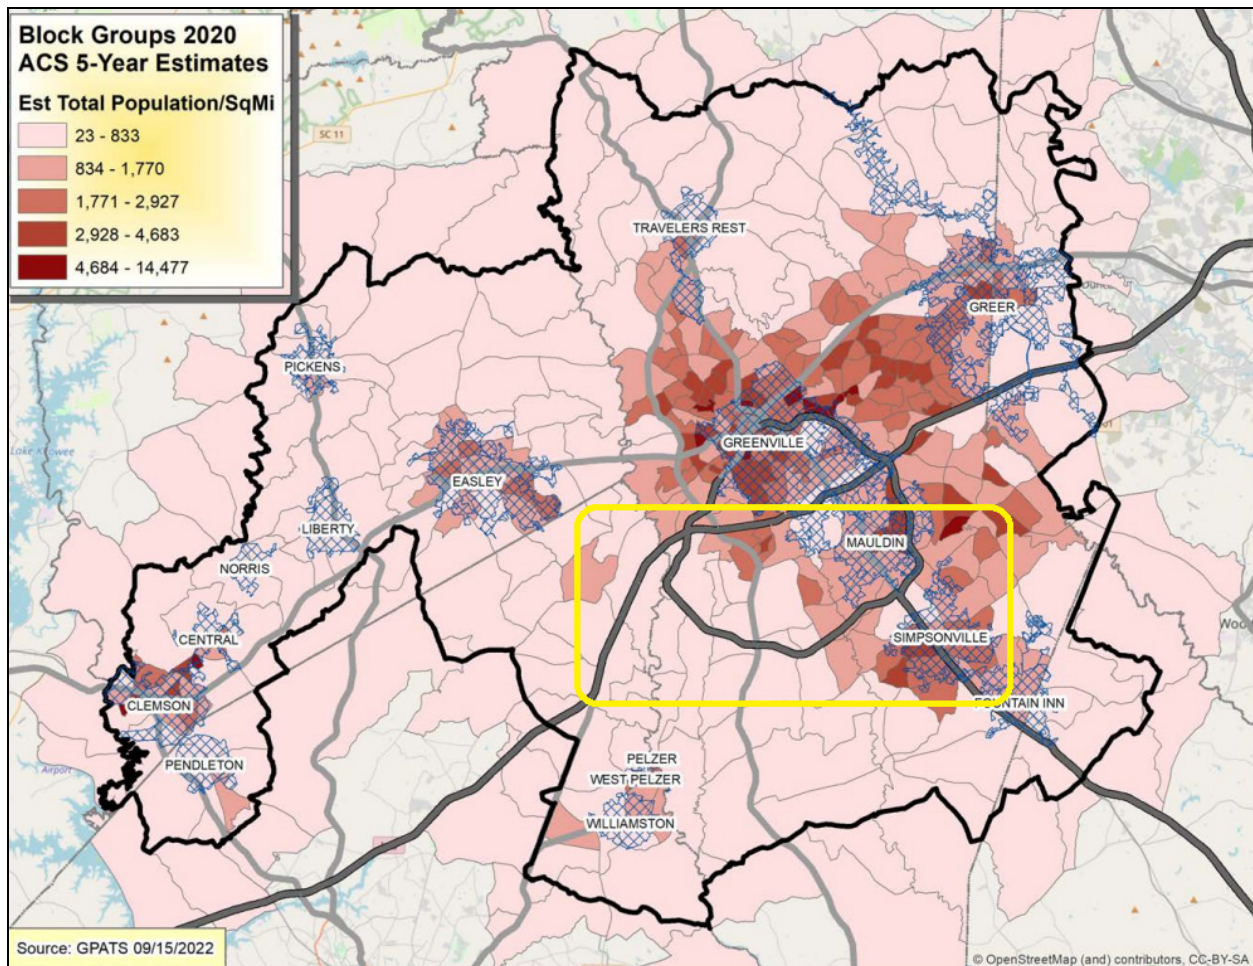 Block Groups 2020
ACS 5-Year Estimates
Est Total Population/SqMi
23 - 833
834 - 1,770
1,771 - 2,927
2,928 - 4,683
4,684 - 14,477
SC 11
TRAVELERS REST
GREER
PICKENS
GREENVILLE
EASLEY
LIBERTY
MAULDIN
NORRIS
CENTRAL
SIMPSONVILLE
CLEMSON
FOUNTAIN INN
PENDLETON
Airport
PELZER
WEST PELZER
WILLIAMSTON
Source: GPATS 09/15/2022
© OpenStreetMap (and) contributors, CC-BY-SA